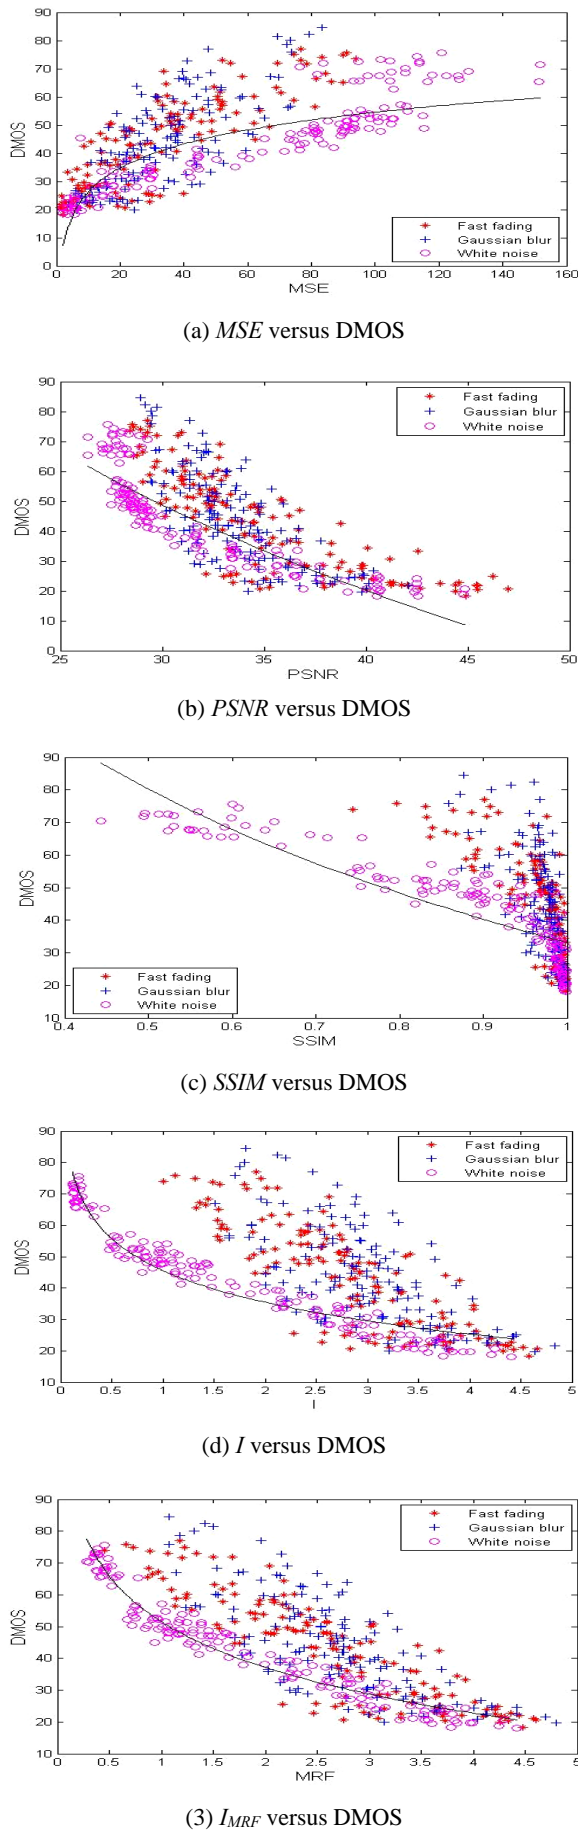 90
80
70
60
50
40
30
20
10
0
DMOS
Fast fading
Gaussian blur
White noise
0 20 40 60 80 100 120 140 160
MSE
(a) MSE versus DMOS
90
80
70
60
50
40
30
20
10
0
DMOS
Fast fading
Gaussian blur
White noise
25 30 35 40 45 50
PSNR
(b) PSNR versus DMOS
90
80
70
60
50
40
30
20
10
DMOS
Fast fading
Gaussian blur
White noise
0.4 0.5 0.6 0.7 0.8 0.9 1
SSIM
(c) SSIM versus DMOS
90
80
70
60
50
40
30
20
10
DMOS
Fast fading
Gaussian blur
White noise
0 0.5 1 1.5 2 2.5 3 3.5 4 4.5 5
I
(d) I versus DMOS
90
80
70
60
50
40
30
20
10
DMOS
Fast fading
Gaussian blur
White noise
0 0.5 1 1.5 2 2.5 3 3.5 4 4.5 5
MRF
(3) IMRF versus DMOS